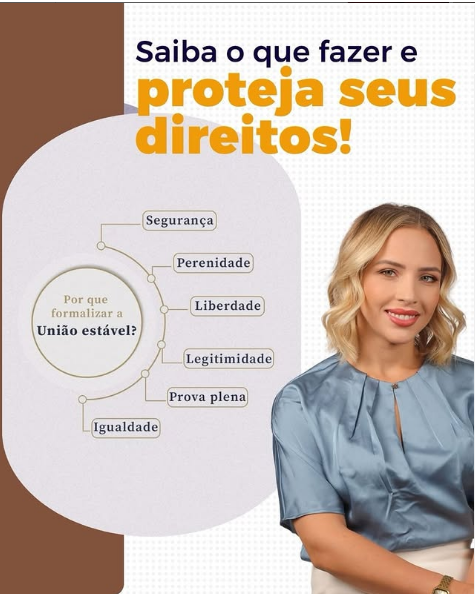 Saiba o que fazer e
proteja seus
direitos!
Por que
formalizar a
União estável?
Segurança
Perenidade
Liberdade
Legitimidade
Prova plena
Igualdade